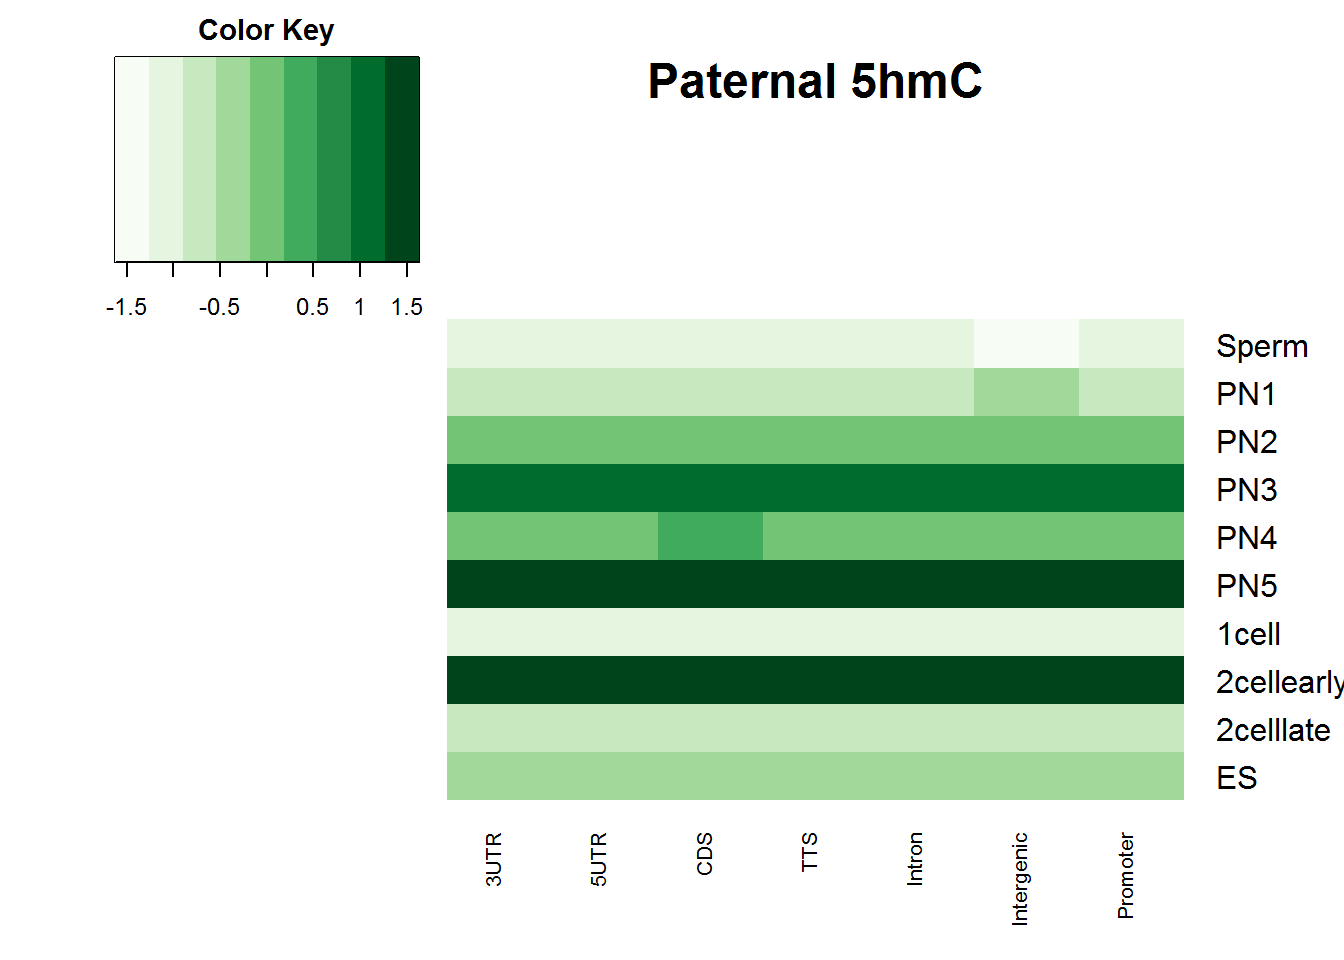 Color Key
Paternal 5hmC
-1.5 -0.5 0.5 1 1.5
Sperm
PN1
PN2
PN3
PN4
PN5
1cell
2cellearly
2celllate
ES
3UTR
5UTR
CDS
TTS
Intron
Intergenic
Promoter